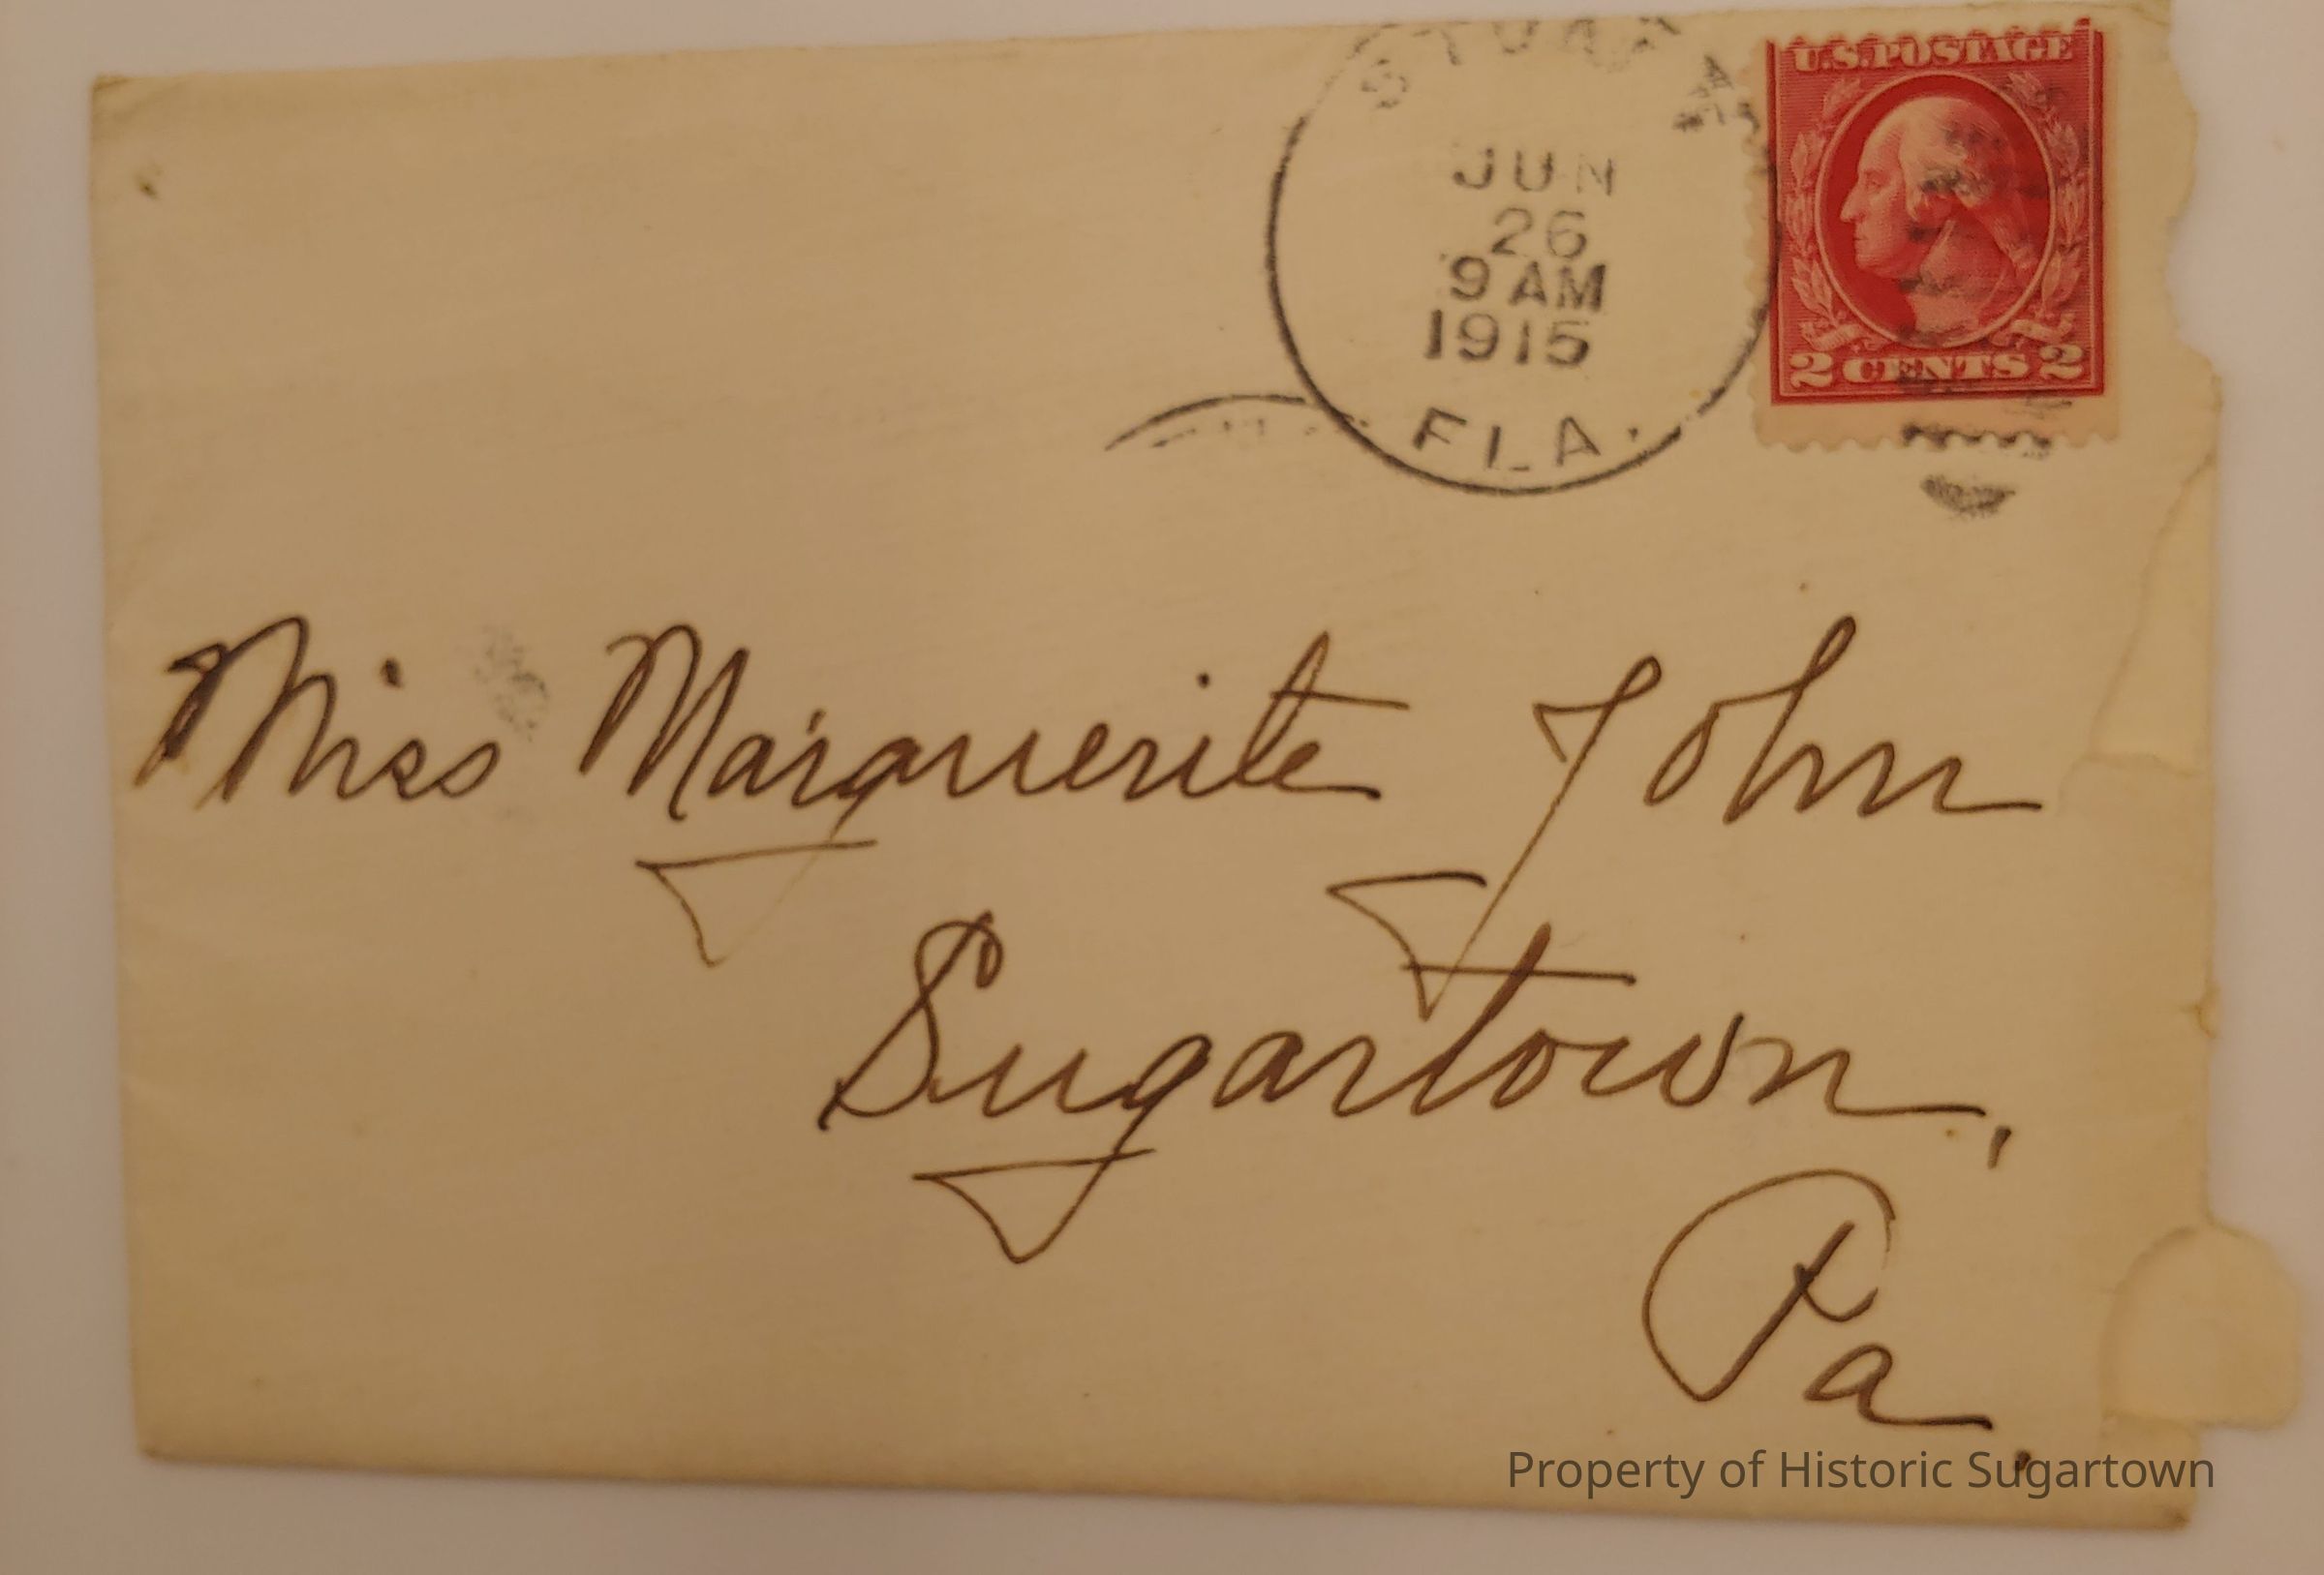 STUART
JUN
26
9 AM
1915
FLA.
U.S.POSTAGE
2 CENTS 2
Miss Marguerite John
Sugartown,
Pa.
Property of Historic Sugartown